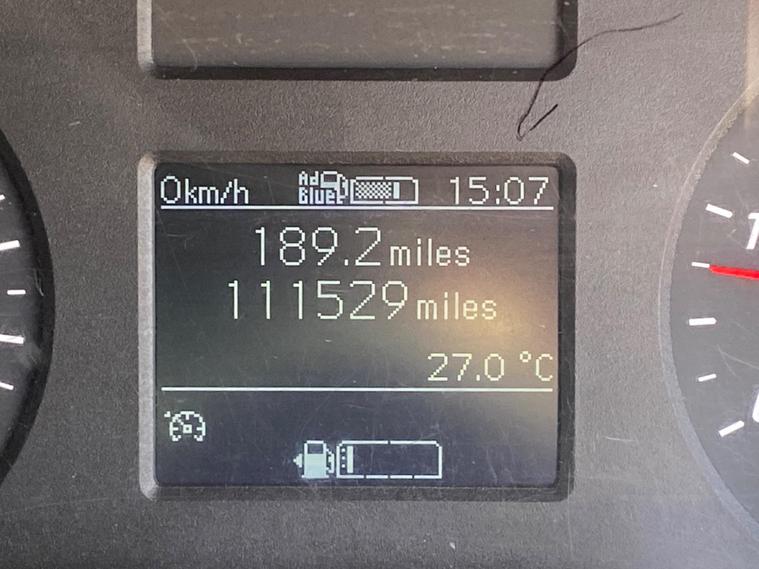 0km/h Ad Blue 15:07
189.2 miles
111529 miles
27.0 °C